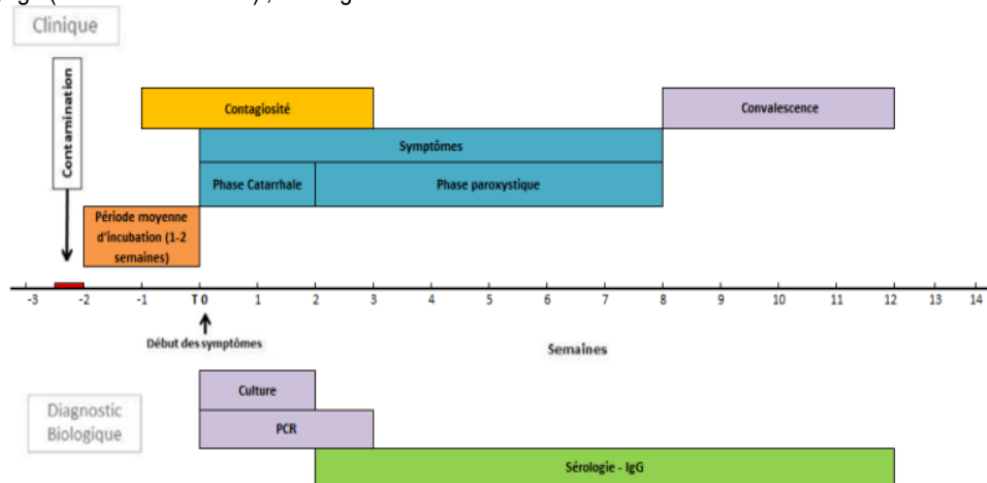 Clinique
Contamination
Contagiosité
Convalescence
Symptômes
Phase Catarrhale
Phase paroxystique
Période moyenne
d'incubation (1-2
semaines)
-3 -2 -1 T 0 1 2 3 4 5 6 7 8 9 10 11 12 13 14
Début des symptômes
Semaines
Culture
Diagnostic
Biologique
PCR
Sérologie - IgG